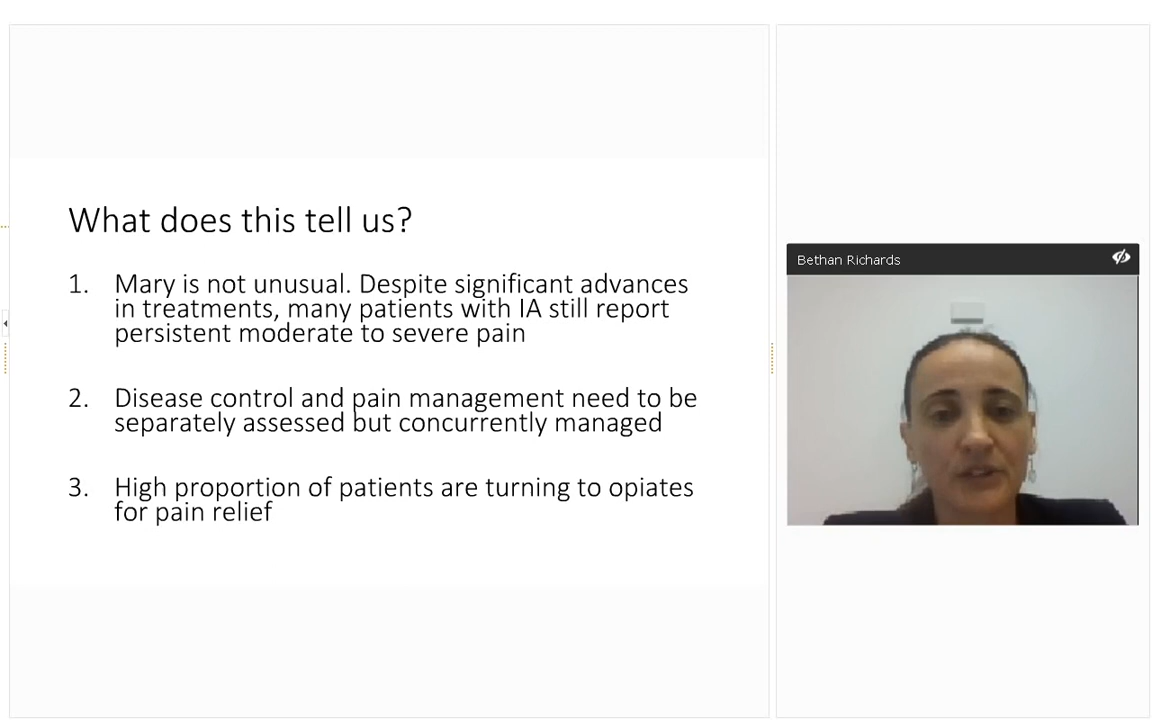 What does this tell us?
1. Mary is not unusual. Despite significant advances
in treatments, many patients with IA still report
persistent moderate to severe pain
2. Disease control and pain management need to be
separately assessed but concurrently managed
3. High proportion of patients are turning to opiates
for pain relief
Bethan Richards